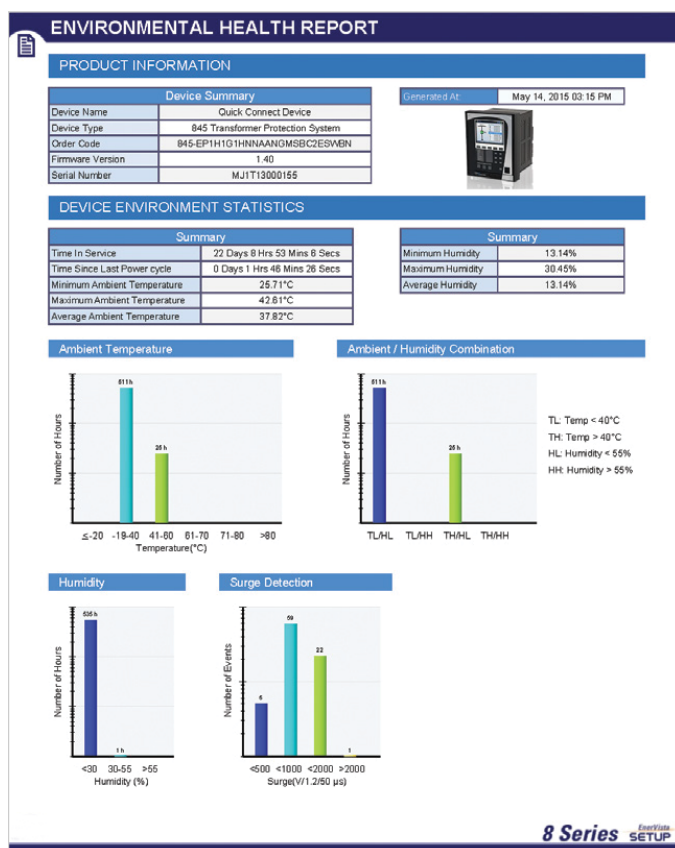 ENVIRONMENTAL HEALTH REPORT
PRODUCT INFORMATION
Device Summary
Device Name Quick Connect Device
Device Type 845 Transformer Protection System
Order Code 845-EP1H1G1HNNAANGMSBC2ESWBN
Firmware Version 1.40
Serial Number MJ1T13000155
Generated At: May 14, 2015 03:15 PM
DEVICE ENVIRONMENT STATISTICS
Summary
Time In Service 22 Days 8 Hrs 53 Mins 6 Secs
Time Since Last Power cycle 0 Days 1 Hrs 46 Mins 26 Secs
Minimum Ambient Temperature 25.71°C
Maximum Ambient Temperature 42.61°C
Average Ambient Temperature 37.82°C
Summary
Minimum Humidity 13.14%
Maximum Humidity 30.45%
Average Humidity 13.14%
Ambient Temperature
Number of Hours
511 h
25 h
≤-20 -19-40 41-60 61-70 71-80 >80
Temperature(°C)
Ambient / Humidity Combination
Number of Hours
511 h
25 h
TL/HL TL/HH TH/HL TH/HH
TL: Temp < 40°C
TH: Temp > 40°C
HL: Humidity < 55%
HH: Humidity > 55%
Humidity
Number of Hours
535 h
1 h
<30 30-55 >55
Humidity (%)
Surge Detection
Number of Events
59
22
1
<500 <1000 <2000 >2000
Surge(V/1.2/50 µs)
8 Series EnerVista SETUP